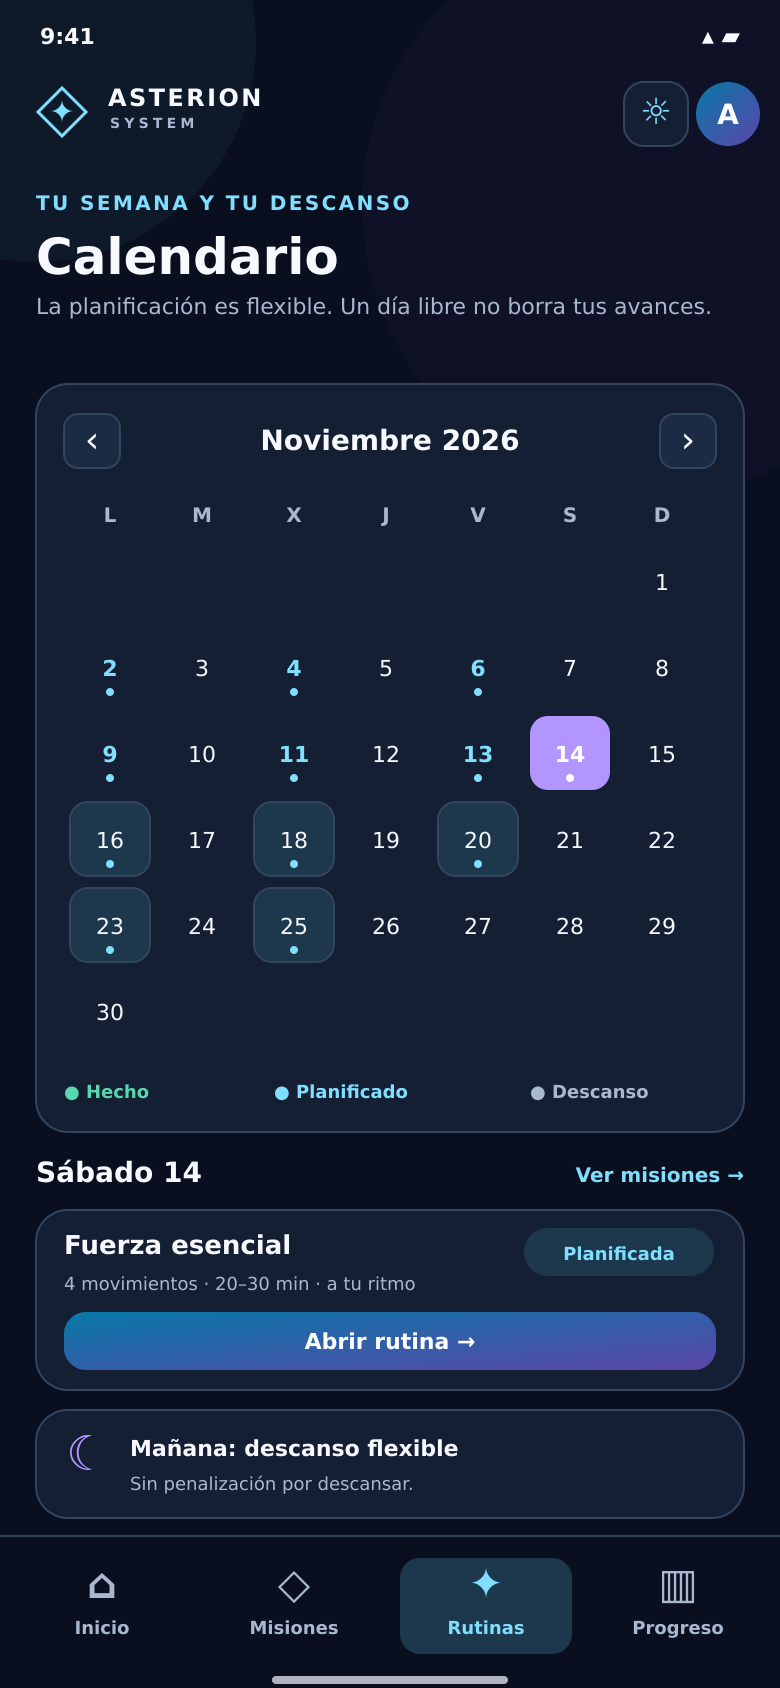 9:41
ASTERION
SYSTEM
A
TU SEMANA Y TU DESCANSO
Calendario
La planificación es flexible. Un día libre no borra tus avances.
‹ Noviembre 2026 ›
L M X J V S D
1
2 3 4 5 6 7 8
9 10 11 12 13 14 15
16 17 18 19 20 21 22
23 24 25 26 27 28 29
30
● Hecho ● Planificado ● Descanso
Sábado 14 Ver misiones →
Fuerza esencial Planificada
4 movimientos · 20–30 min · a tu ritmo
Abrir rutina →
Mañana: descanso flexible
Sin penalización por descansar.
Inicio Misiones Rutinas Progreso